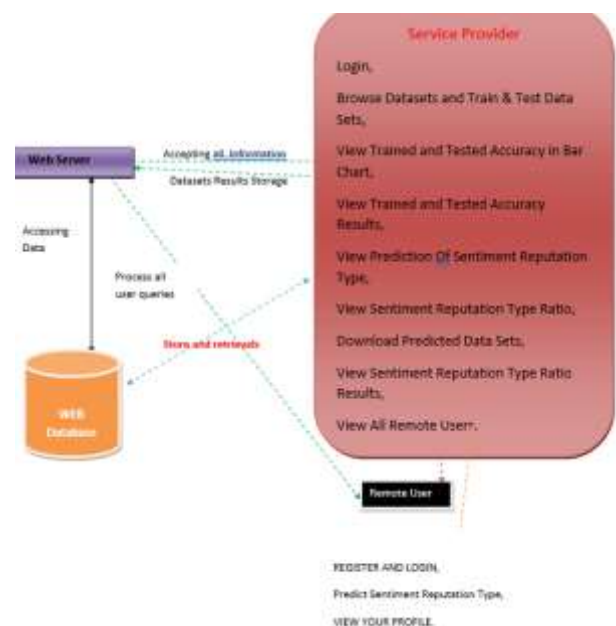 Service Provider
Login,
Browse Datasets and Train & Test Data
Sets,
View Trained and Tested Accuracy in Bar
Chart,
View Trained and Tested Accuracy
Results,
View Prediction Of Sentiment Reputation
Type,
View Sentiment Reputation Type Ratio,
Download Predicted Data Sets,
View Sentiment Reputation Type Ratio
Results,
View All Remote Users.
Web Server
Accepting all Information
Datasets Results Storage
Accessing
Data
Process all
user queries
Store and retrievals
WEB
Database
Remote User
REGISTER AND LOGIN,
Predict Sentiment Reputation Type,
VIEW YOUR PROFILE.